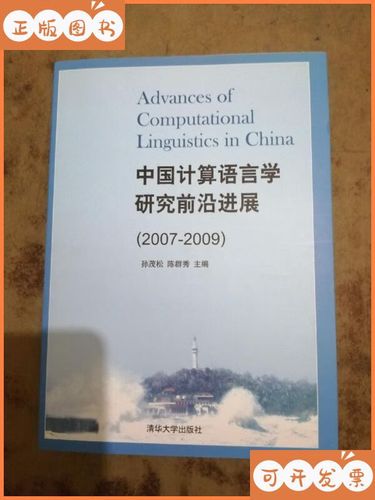 正版图书
Advances of
Computational
Linguistics in China
中国计算语言学
研究前沿进展
(2007-2009)
孙茂松 陈群秀 主编
清华大学出版社
可开发票